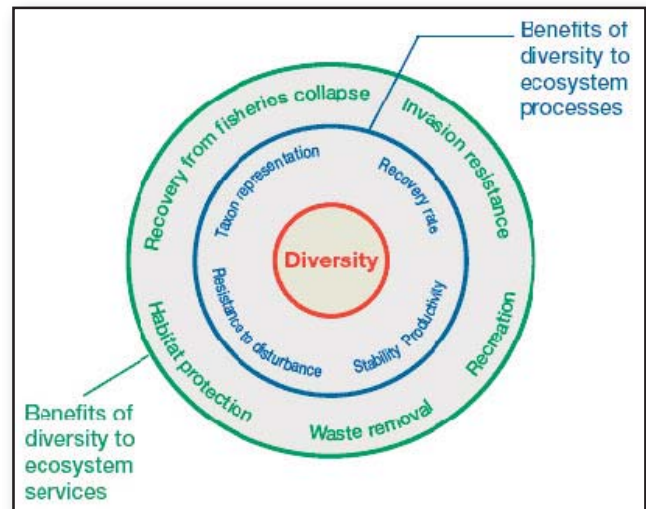 Benefits of
diversity to
ecosystem
processes
Recovery from fisheries collapse
Invasion resistance
Taxon representation
Recovery rate
Diversity
Resistance to disturbance
Stability Productivity
Habitat protection
Waste removal
Recreation
Benefits of
diversity to
ecosystem
services